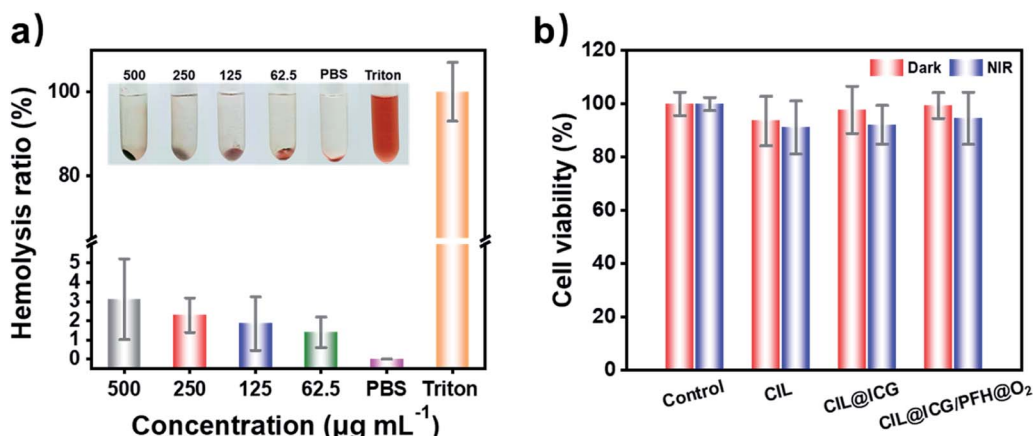 a)
Hemolysis ratio (%)
100
80
5
4
3
2
1
0
500 250 125 62.5 PBS Triton
500 250 125 62.5 PBS Triton
Concentration (µg mL⁻¹)
b)
Cell viability (%)
120
100
80
60
40
20
0
Dark NIR
Control CIL CIL@ICG CIL@ICG/PFH@O₂